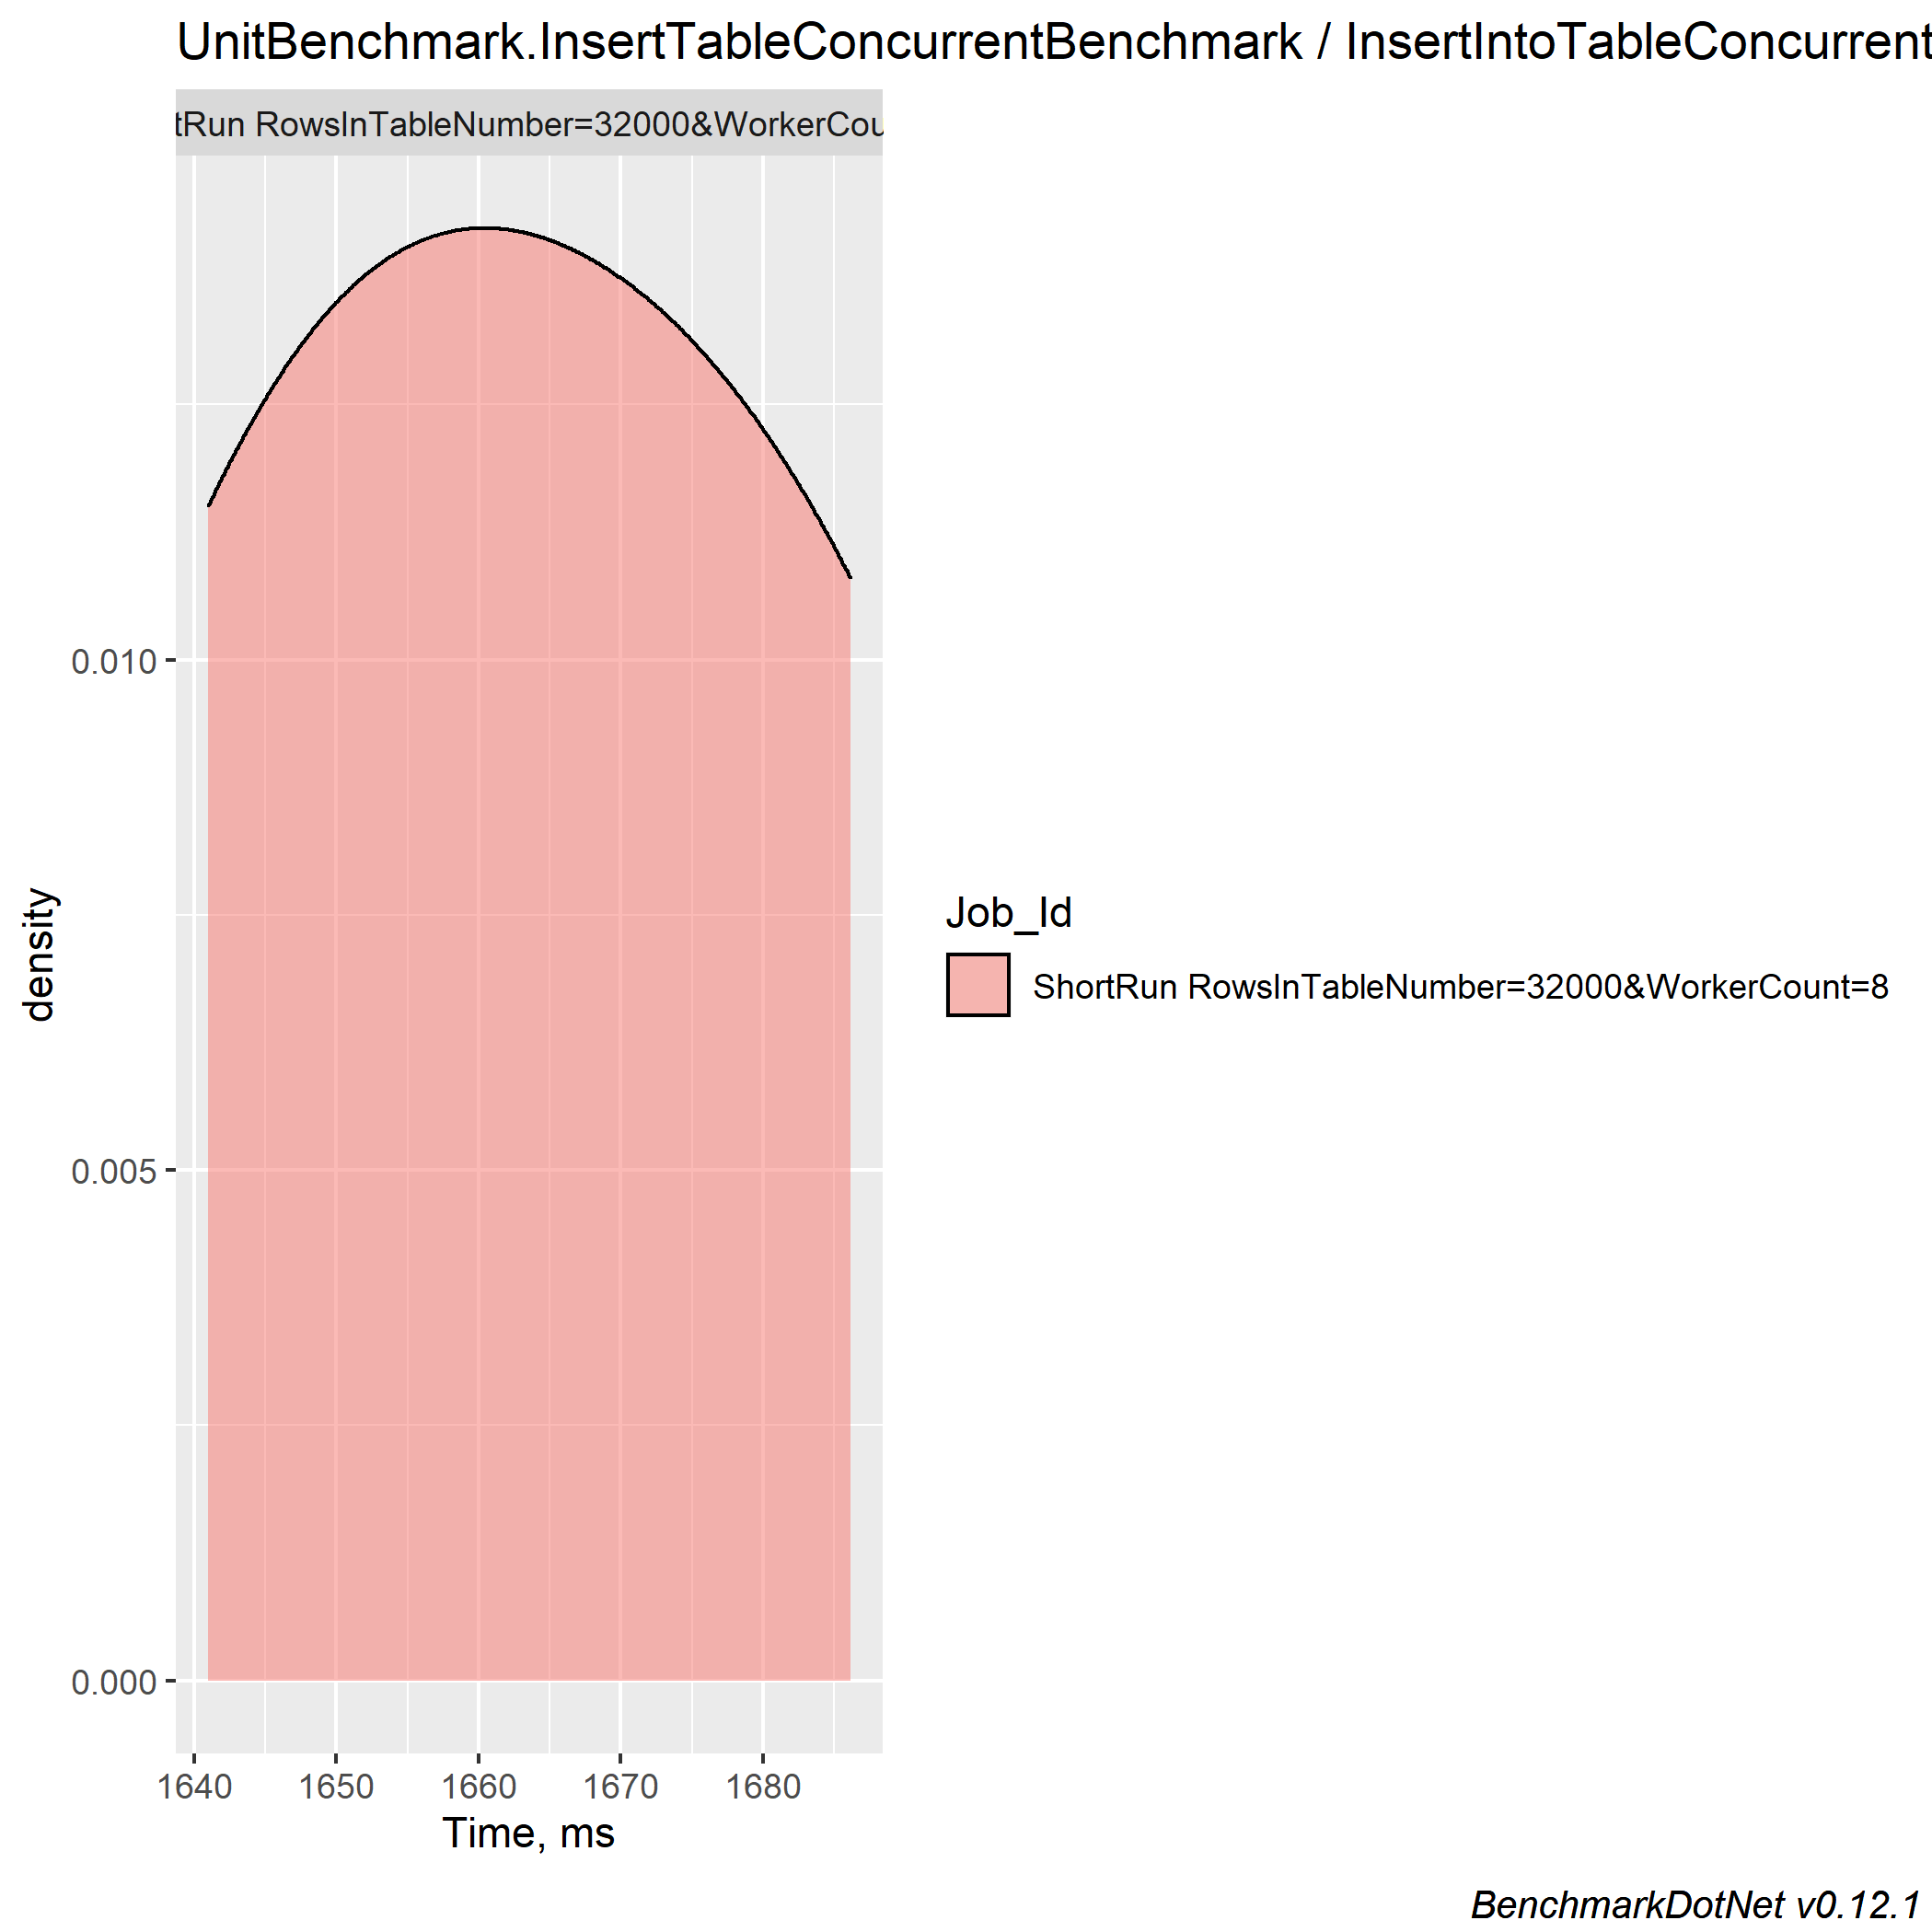 UnitBenchmark.InsertTableConcurrentBenchmark / InsertIntoTableConcurrent
tRun RowsInTableNumber=32000&WorkerCou
density
0.010
0.005
0.000
1640 1650 1660 1670 1680
Time, ms
Job_Id
ShortRun RowsInTableNumber=32000&WorkerCount=8
BenchmarkDotNet v0.12.1